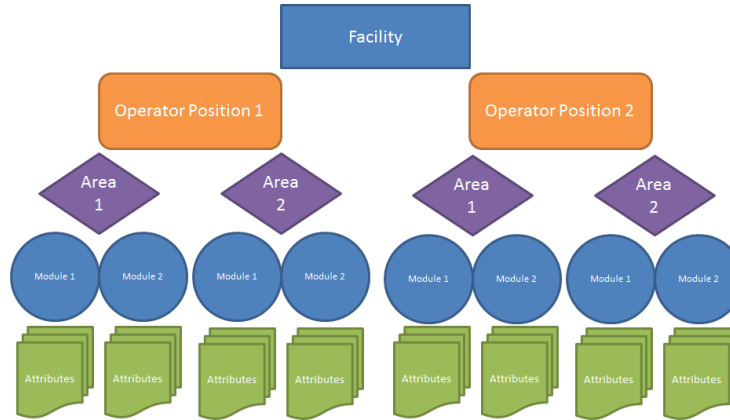 Facility
Operator Position 1
Operator Position 2
Area
1
Area
2
Area
1
Area
2
Module 1
Module 2
Module 1
Module 2
Module 1
Module 2
Module 1
Module 2
Attributes
Attributes
Attributes
Attributes
Attributes
Attributes
Attributes
Attributes